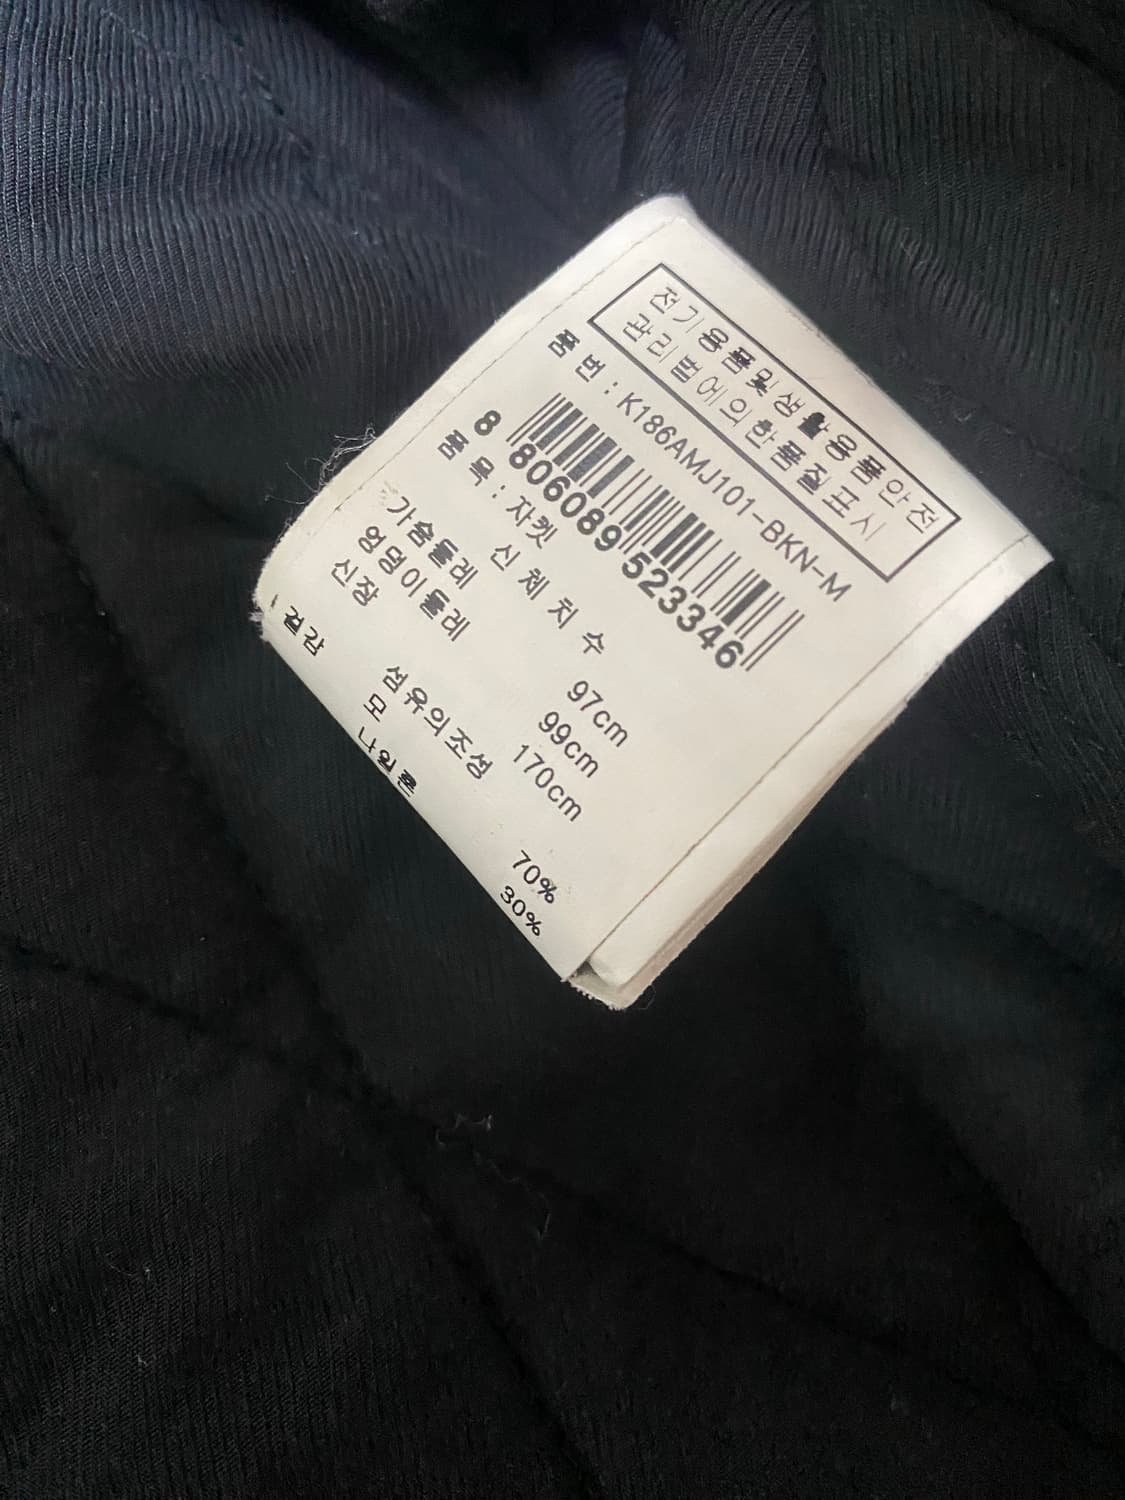 전기용품및생활용품안전
관리법에의한품질표시
품 번 : K186AMJ101-BKN-M
8 806089 523346
품 목 : 자켓
신 체 치 수
가슴둘레 97cm
엉덩이둘레 99cm
신장 170cm
섬유의조성
겉감 모 70%
나일론 30%